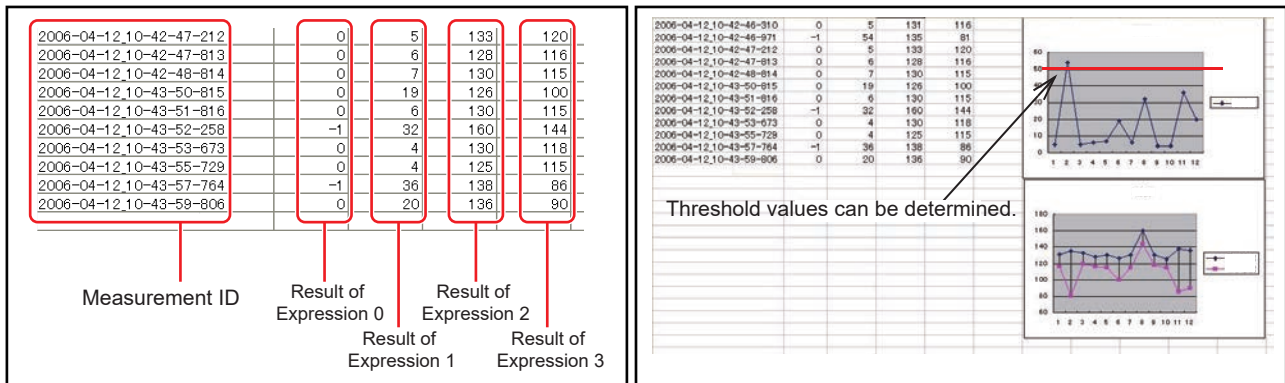 2006-04-12_10-42-47-212 0 5 133 120
2006-04-12_10-42-47-813 0 6 128 116
2006-04-12_10-42-48-814 0 7 130 115
2006-04-12_10-43-50-815 0 19 126 100
2006-04-12_10-43-51-816 0 6 130 115
2006-04-12_10-43-52-258 -1 32 160 144
2006-04-12_10-43-53-673 0 4 130 118
2006-04-12_10-43-55-729 0 4 125 115
2006-04-12_10-43-57-764 -1 36 138 86
2006-04-12_10-43-59-806 0 20 136 90
Measurement ID
Result of
Expression 0
Result of
Expression 1
Result of
Expression 2
Result of
Expression 3
2006-04-12_10-42-46-310 0 5 131 116
2006-04-12_10-42-46-971 -1 54 135 81
2006-04-12_10-42-47-212 0 5 133 120
2006-04-12_10-42-47-813 0 6 128 116
2006-04-12_10-42-48-814 0 7 130 115
2006-04-12_10-43-50-815 0 19 126 100
2006-04-12_10-43-51-816 0 6 130 115
2006-04-12_10-43-52-258 -1 32 160 144
2006-04-12_10-43-53-673 0 4 130 118
2006-04-12_10-43-55-729 0 4 125 115
2006-04-12_10-43-57-764 -1 36 138 86
2006-04-12_10-43-59-806 0 20 136 90
60
50
40
30
20
10
0
1 2 3 4 5 6 7 8 9 10 11 12
Threshold values can be determined.
180
160
140
120
100
80
60
1 2 3 4 5 6 7 8 9 10 11 12